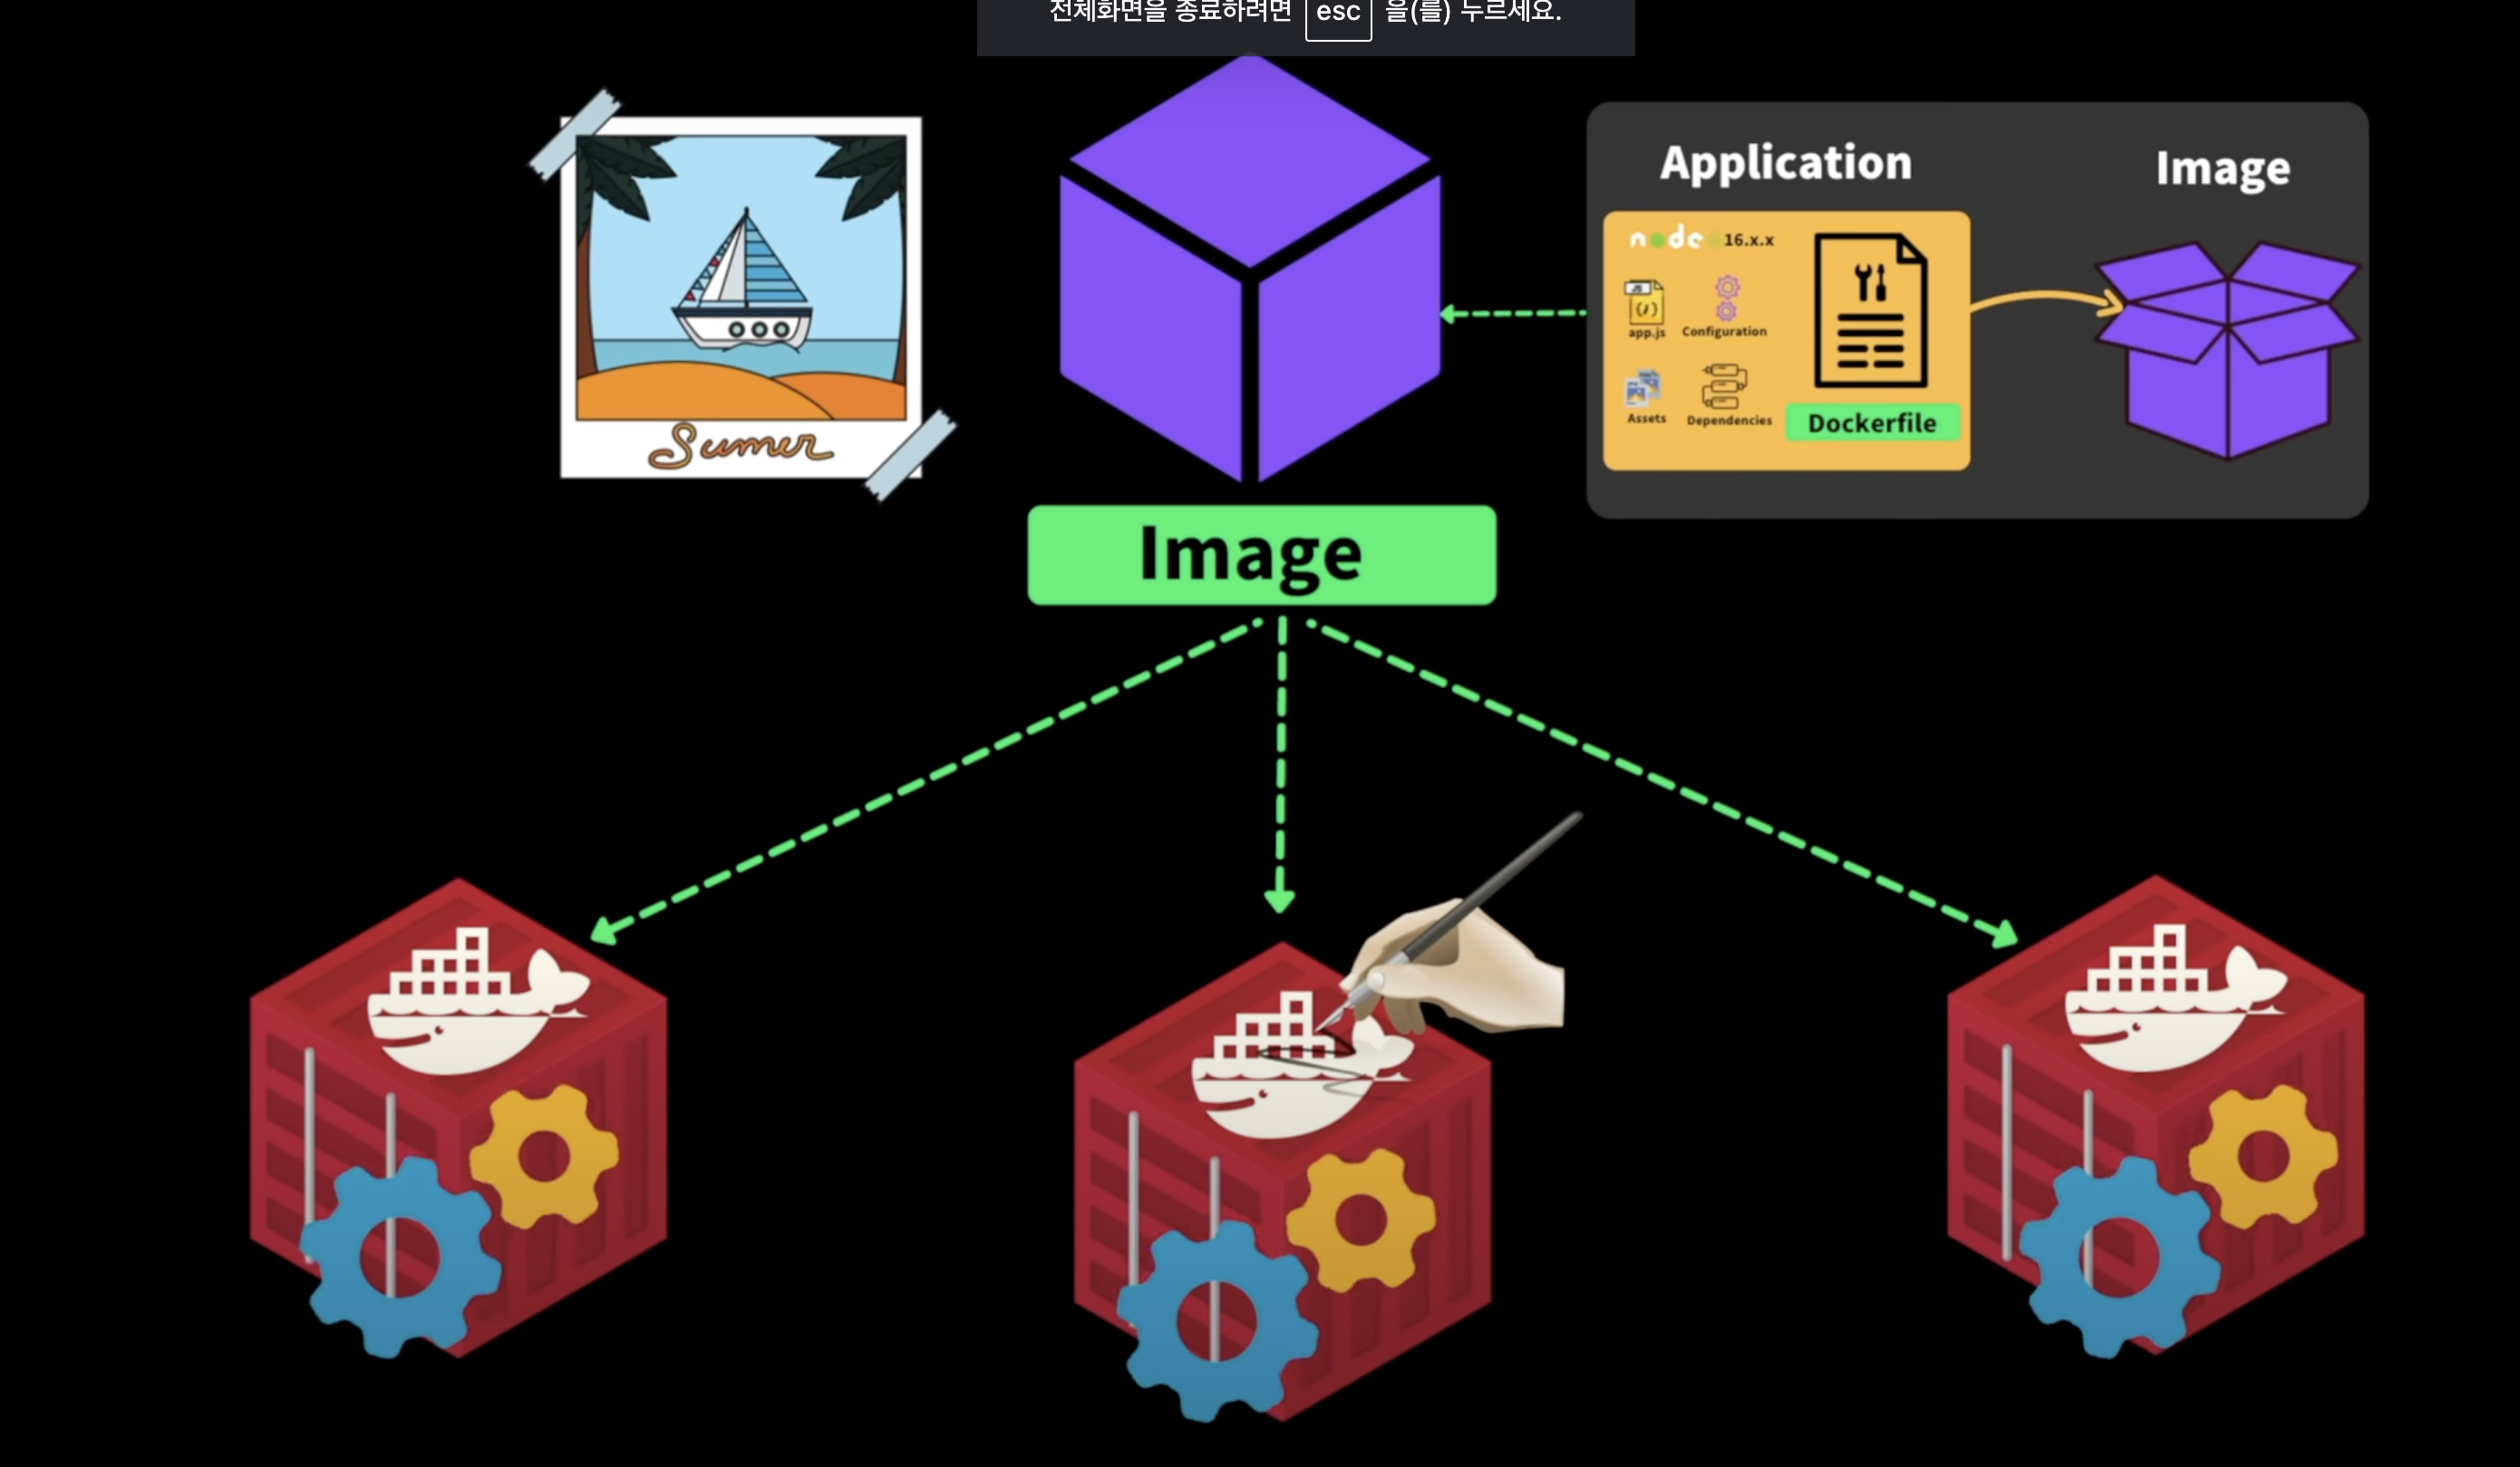 전체화면을 종료하려면 esc 을(를) 누르세요.
Sumer
Application
Image
node 16.x.x
JS
app.js
Configuration
Assets
Dependencies
Dockerfile
Image